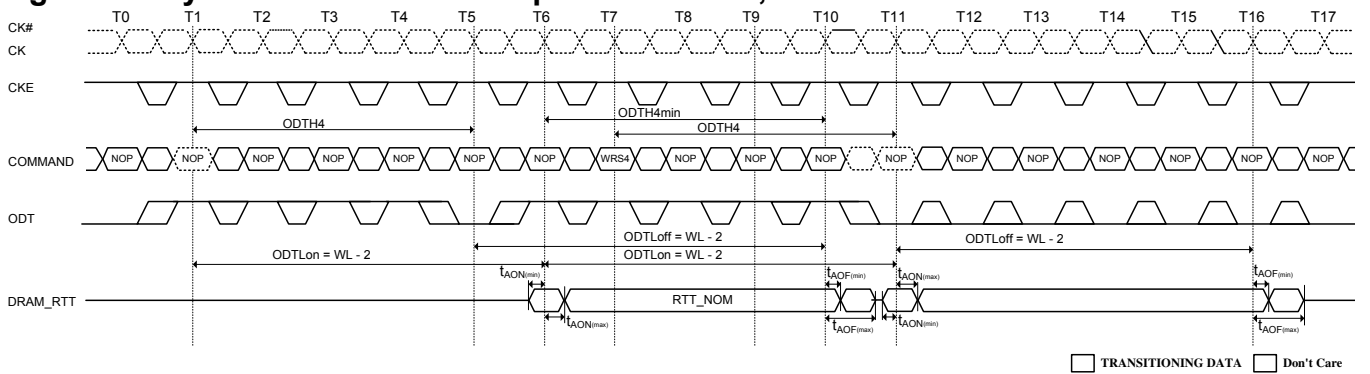 T0 T1 T2 T3 T4 T5 T6 T7 T8 T9 T10 T11 T12 T13 T14 T15 T16 T17
CK#
CK
CKE
ODTH4min
ODTH4
ODTH4
COMMAND NOP NOP NOP NOP NOP NOP NOP WRS4 NOP NOP NOP NOP NOP NOP NOP NOP NOP NOP
ODT
ODTLoff = WL - 2
ODTLoff = WL - 2
ODTLon = WL - 2
ODTLon = WL - 2
tAON(min) tAOF(min) tAON(max) tAOF(min)
DRAM_RTT RTT_NOM
tAON(max) tAOF(max) tAON(min) tAOF(max)
TRANSITIONING DATA Don't Care